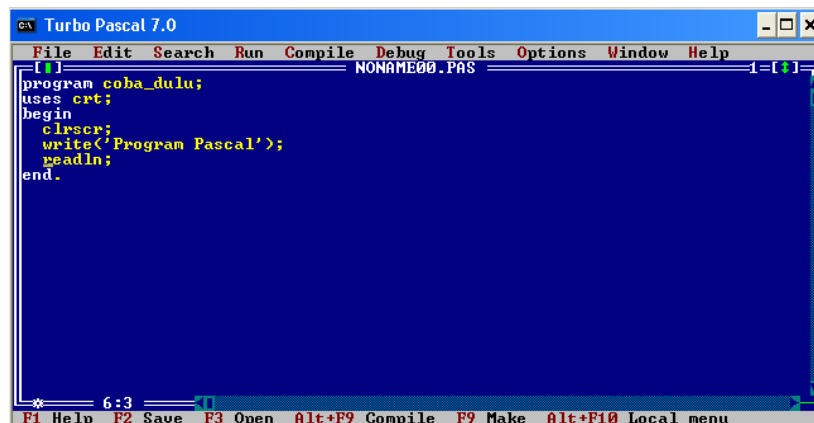 Turbo Pascal 7.0
File Edit Search Run Compile Debug Tools Options Window Help
[■] NONAME00.PAS 1=[↕]
program coba_dulu;
uses crt;
begin
clrscr;
write('Program Pascal');
readln;
end.
6:3
F1 Help F2 Save F3 Open Alt+F9 Compile F9 Make Alt+F10 Local menu